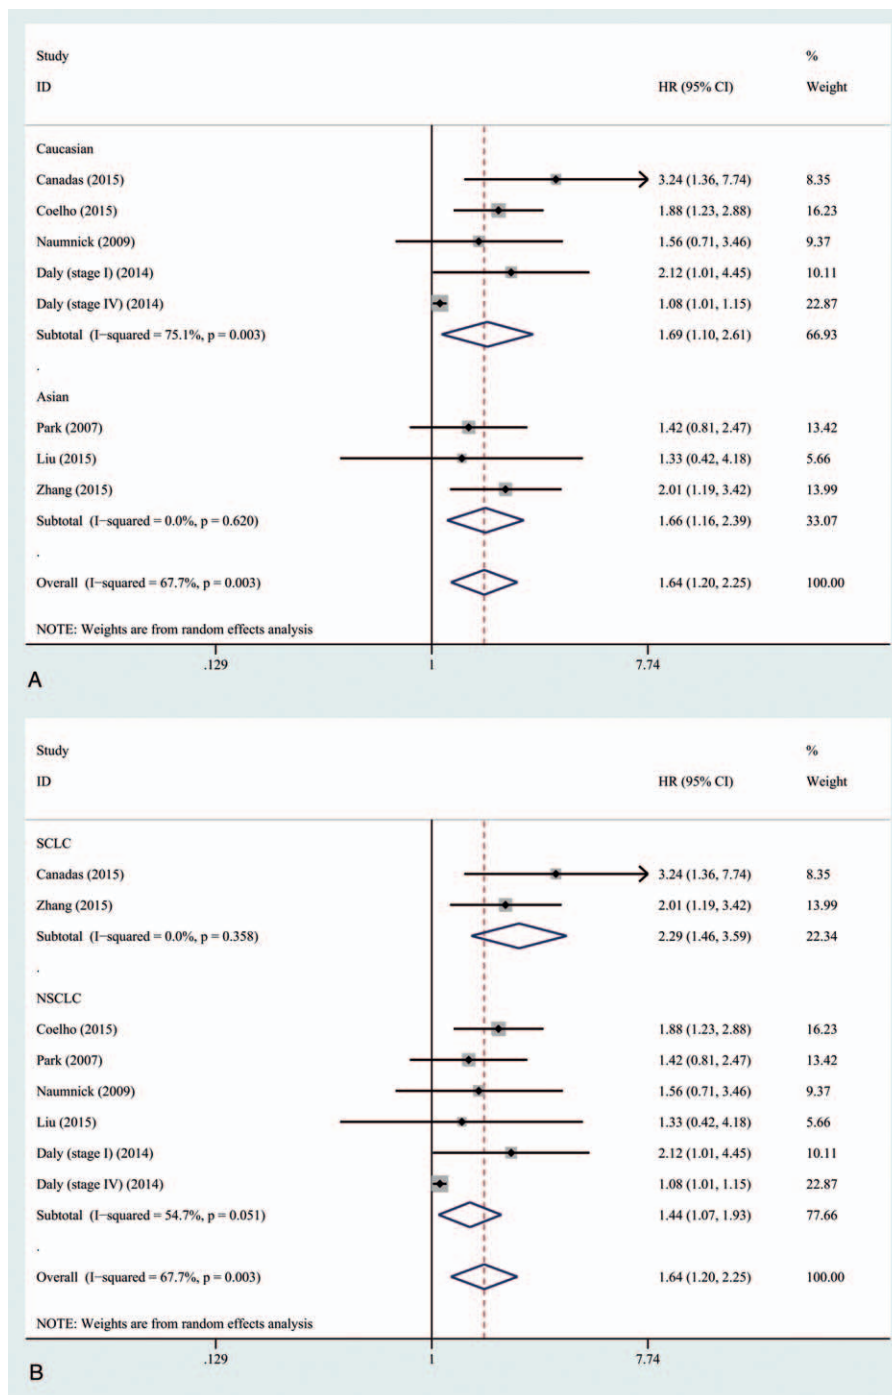 Study %
ID HR (95% CI) Weight
Caucasian
Canadas (2015) 3.24 (1.36, 7.74) 8.35
Coelho (2015) 1.88 (1.23, 2.88) 16.23
Naumnick (2009) 1.56 (0.71, 3.46) 9.37
Daly (stage I) (2014) 2.12 (1.01, 4.45) 10.11
Daly (stage IV) (2014) 1.08 (1.01, 1.15) 22.87
Subtotal (I−squared = 75.1%, p = 0.003) 1.69 (1.10, 2.61) 66.93
.
Asian
Park (2007) 1.42 (0.81, 2.47) 13.42
Liu (2015) 1.33 (0.42, 4.18) 5.66
Zhang (2015) 2.01 (1.19, 3.42) 13.99
Subtotal (I−squared = 0.0%, p = 0.620) 1.66 (1.16, 2.39) 33.07
.
Overall (I−squared = 67.7%, p = 0.003) 1.64 (1.20, 2.25) 100.00
NOTE: Weights are from random effects analysis
.129 1 7.74
A
Study %
ID HR (95% CI) Weight
SCLC
Canadas (2015) 3.24 (1.36, 7.74) 8.35
Zhang (2015) 2.01 (1.19, 3.42) 13.99
Subtotal (I−squared = 0.0%, p = 0.358) 2.29 (1.46, 3.59) 22.34
.
NSCLC
Coelho (2015) 1.88 (1.23, 2.88) 16.23
Park (2007) 1.42 (0.81, 2.47) 13.42
Naumnick (2009) 1.56 (0.71, 3.46) 9.37
Liu (2015) 1.33 (0.42, 4.18) 5.66
Daly (stage I) (2014) 2.12 (1.01, 4.45) 10.11
Daly (stage IV) (2014) 1.08 (1.01, 1.15) 22.87
Subtotal (I−squared = 54.7%, p = 0.051) 1.44 (1.07, 1.93) 77.66
.
Overall (I−squared = 67.7%, p = 0.003) 1.64 (1.20, 2.25) 100.00
NOTE: Weights are from random effects analysis
.129 1 7.74
B